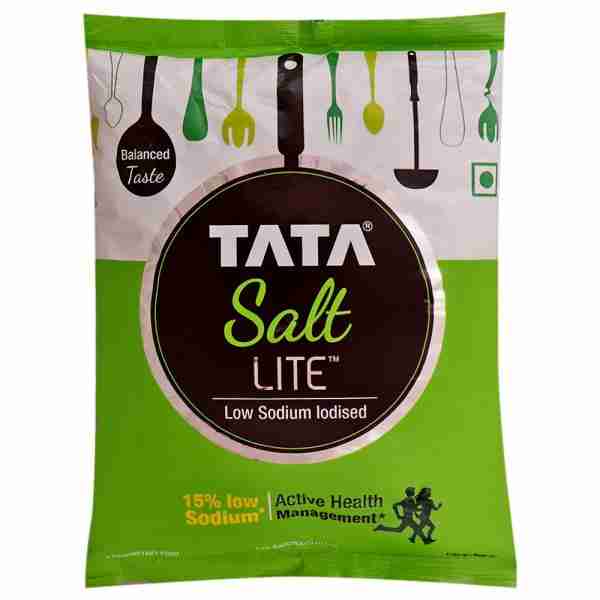 Balanced
Taste
TATA®
Salt
LITE™
Low Sodium Iodised
15% low
Sodium*
Active Health
Management*